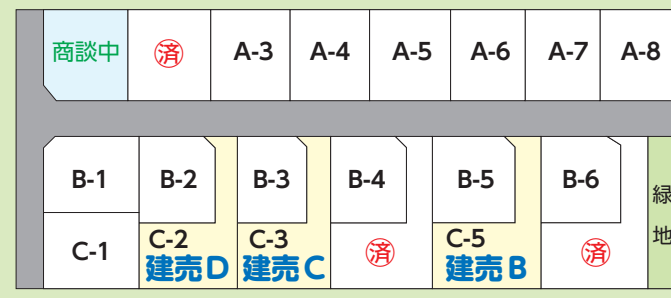 商談中 済 A-3 A-4 A-5 A-6 A-7 A-8
B-1 B-2 B-3 B-4 B-5 B-6
緑地
C-1 C-2 C-3 済 C-5 済
建売D 建売C 建売B